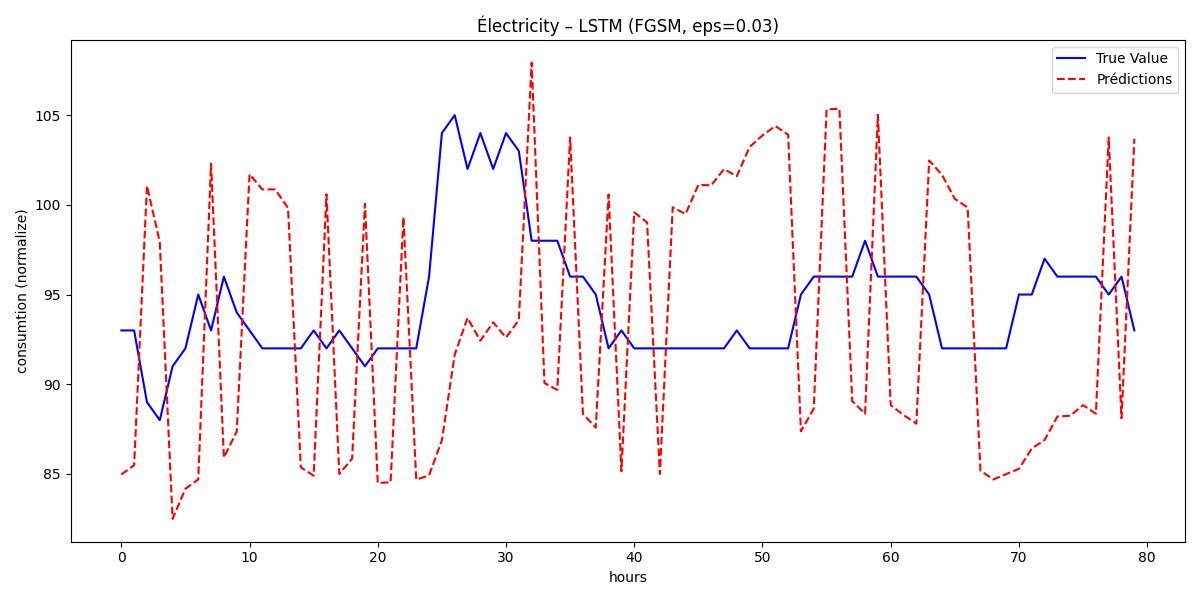 Électricity – LSTM (FGSM, eps=0.03)
True Value
Prédictions
consumtion (normalize)
105
100
95
90
85
0 10 20 30 40 50 60 70 80
hours